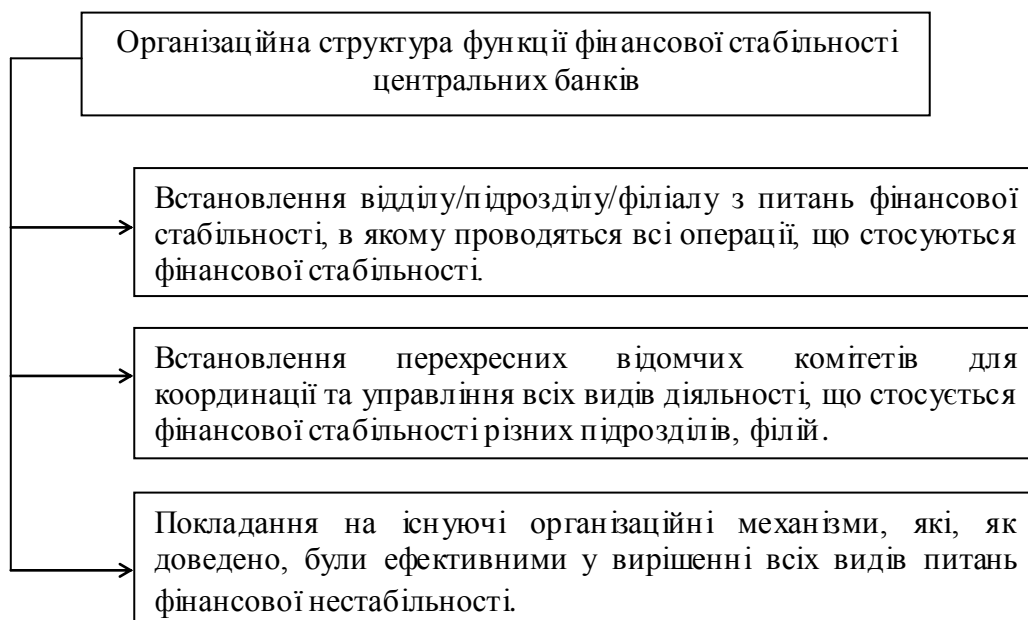 Організаційна структура функції фінансової стабільності
центральних банків
Встановлення відділу/підрозділу/філіалу з питань фінансової
стабільності, в якому проводяться всі операції, що стосуються
фінансової стабільності.
Встановлення перехресних відомчих комітетів для
координації та управління всіх видів діяльності, що стосується
фінансової стабільності різних підрозділів, філій.
Покладання на існуючі організаційні механізми, які, як
доведено, були ефективними у вирішенні всіх видів питань
фінансової нестабільності.